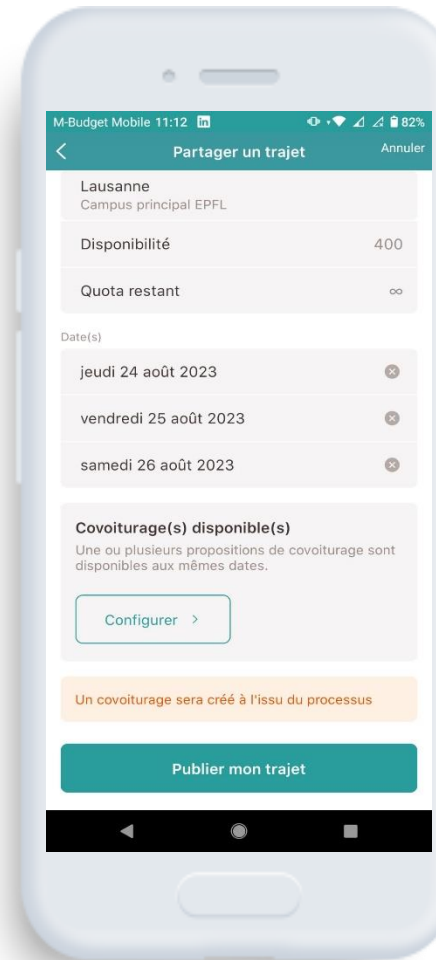 M-Budget Mobile 11:12 in 82%
Partager un trajet Annuler
Lausanne
Campus principal EPFL
Disponibilité 400
Quota restant ∞
Date(s)
jeudi 24 août 2023
vendredi 25 août 2023
samedi 26 août 2023
Covoiturage(s) disponible(s)
Une ou plusieurs propositions de covoiturage sont
disponibles aux mêmes dates.
Configurer >
Un covoiturage sera créé à l'issu du processus
Publier mon trajet